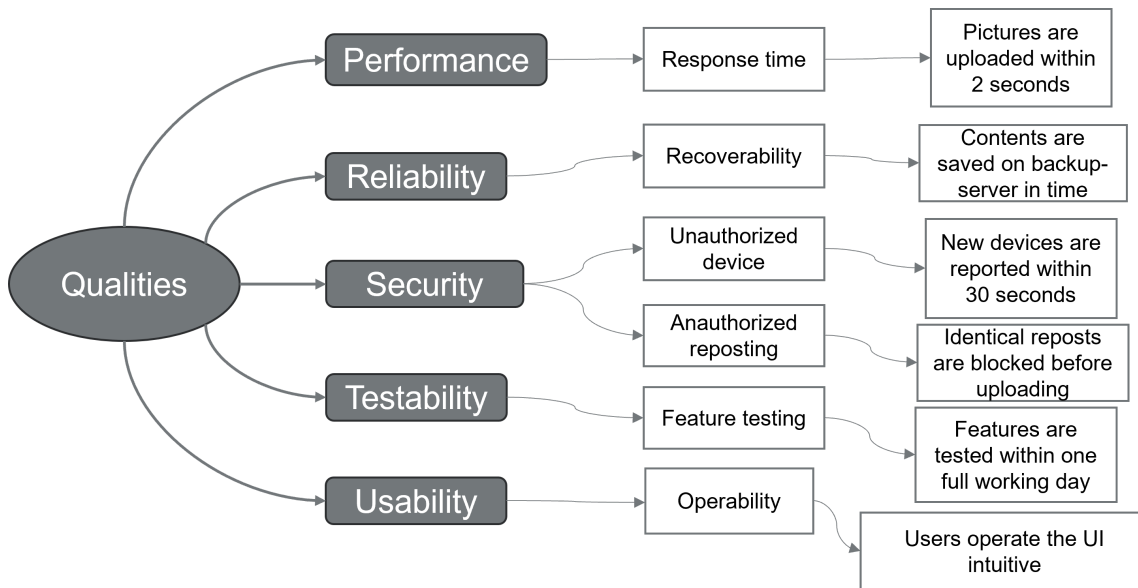 Qualities
Performance
Response time
Pictures are
uploaded within
2 seconds
Reliability
Recoverability
Contents are
saved on backup-
server in time
Security
Unauthorized
device
New devices are
reported within
30 seconds
Anauthorized
reposting
Identical reposts
are blocked before
uploading
Testability
Feature testing
Features are
tested within one
full working day
Usability
Operability
Users operate the UI
intuitive